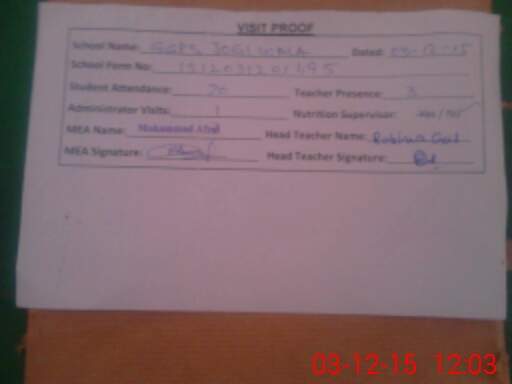 VISIT PROOF
School Name: GGPS JOGIWALA Dated: 03-12-15
School Form No:
Student Attendance: 70 Teacher Presence: 3
Administrator Visits: 1 Nutrition Supervisor: Yes / No
MEA Name: Muhammad Afzal Head Teacher Name:
MEA Signature: Head Teacher Signature:
03-12-15 12:03